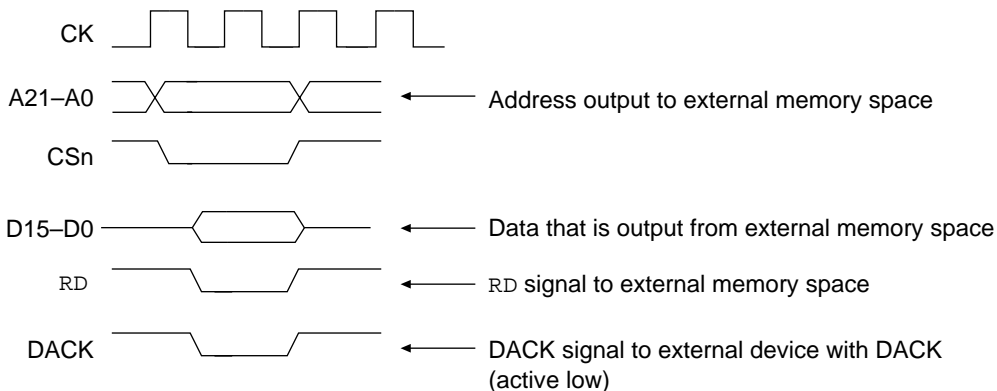 CK
A21–A0
Address output to external memory space
CSn
D15–D0
Data that is output from external memory space
RD
RD signal to external memory space
DACK
DACK signal to external device with DACK
(active low)